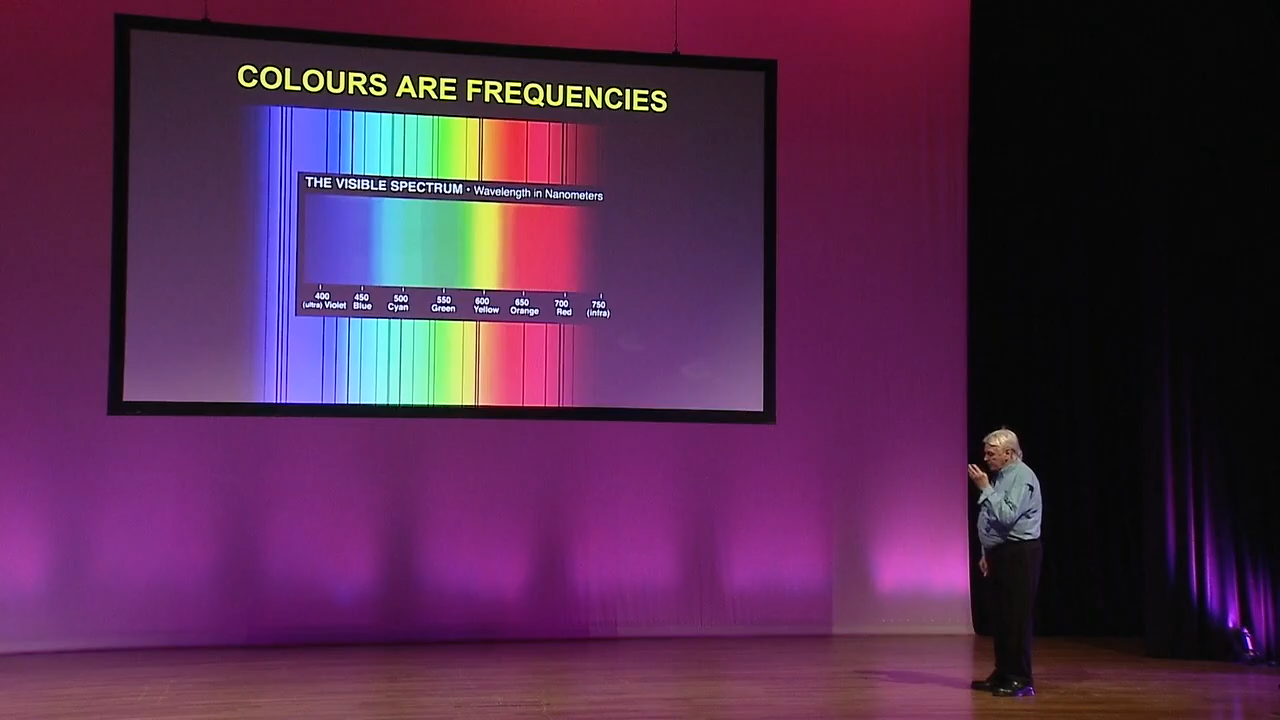 COLOURS ARE FREQUENCIES
THE VISIBLE SPECTRUM • Wavelength in Nanometers
400 450 500 550 600 650 700 750
(ultra) Violet Blue Cyan Green Yellow Orange Red (infra)